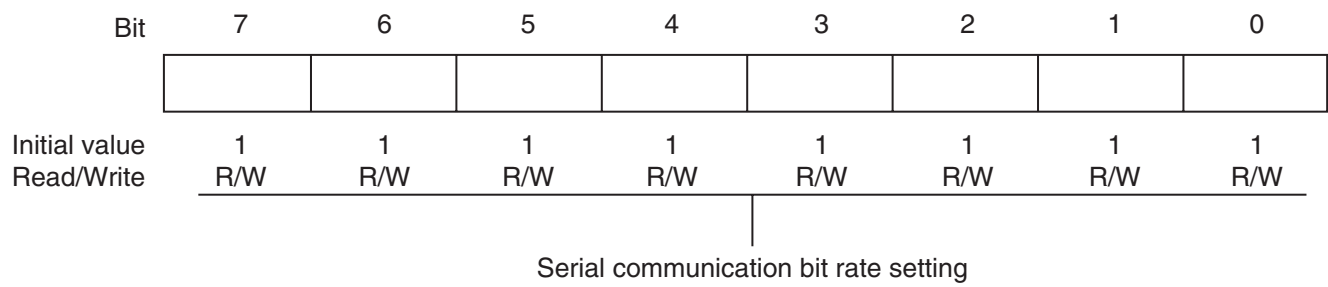 Bit 7 6 5 4 3 2 1 0
Initial value 1 1 1 1 1 1 1 1
Read/Write R/W R/W R/W R/W R/W R/W R/W R/W
Serial communication bit rate setting